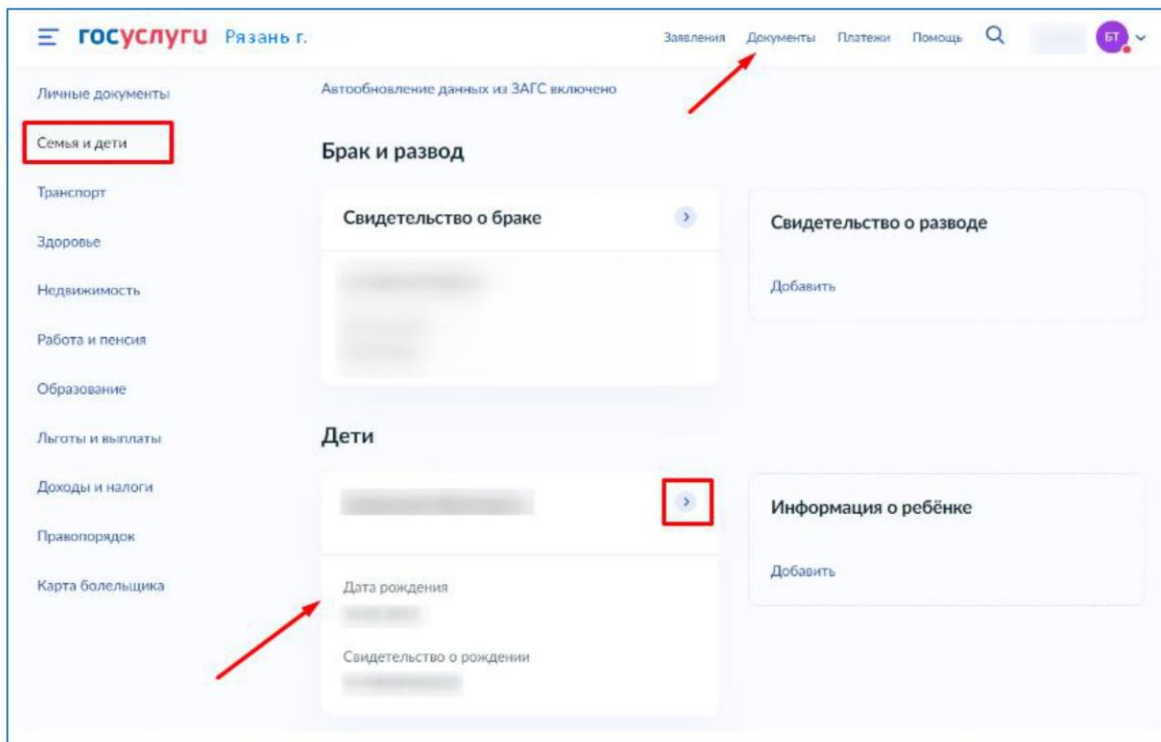 госуслуги Рязань г.
Заявления Документы Платежи Помощь БТ
Личные документы
Семья и дети
Транспорт
Здоровье
Недвижимость
Работа и пенсия
Образование
Льготы и выплаты
Доходы и налоги
Правопорядок
Карта болельщика
Автообновление данных из ЗАГС включено
Брак и развод
Свидетельство о браке
Свидетельство о разводе
Добавить
Дети
Дата рождения
Свидетельство о рождении
Информация о ребёнке
Добавить